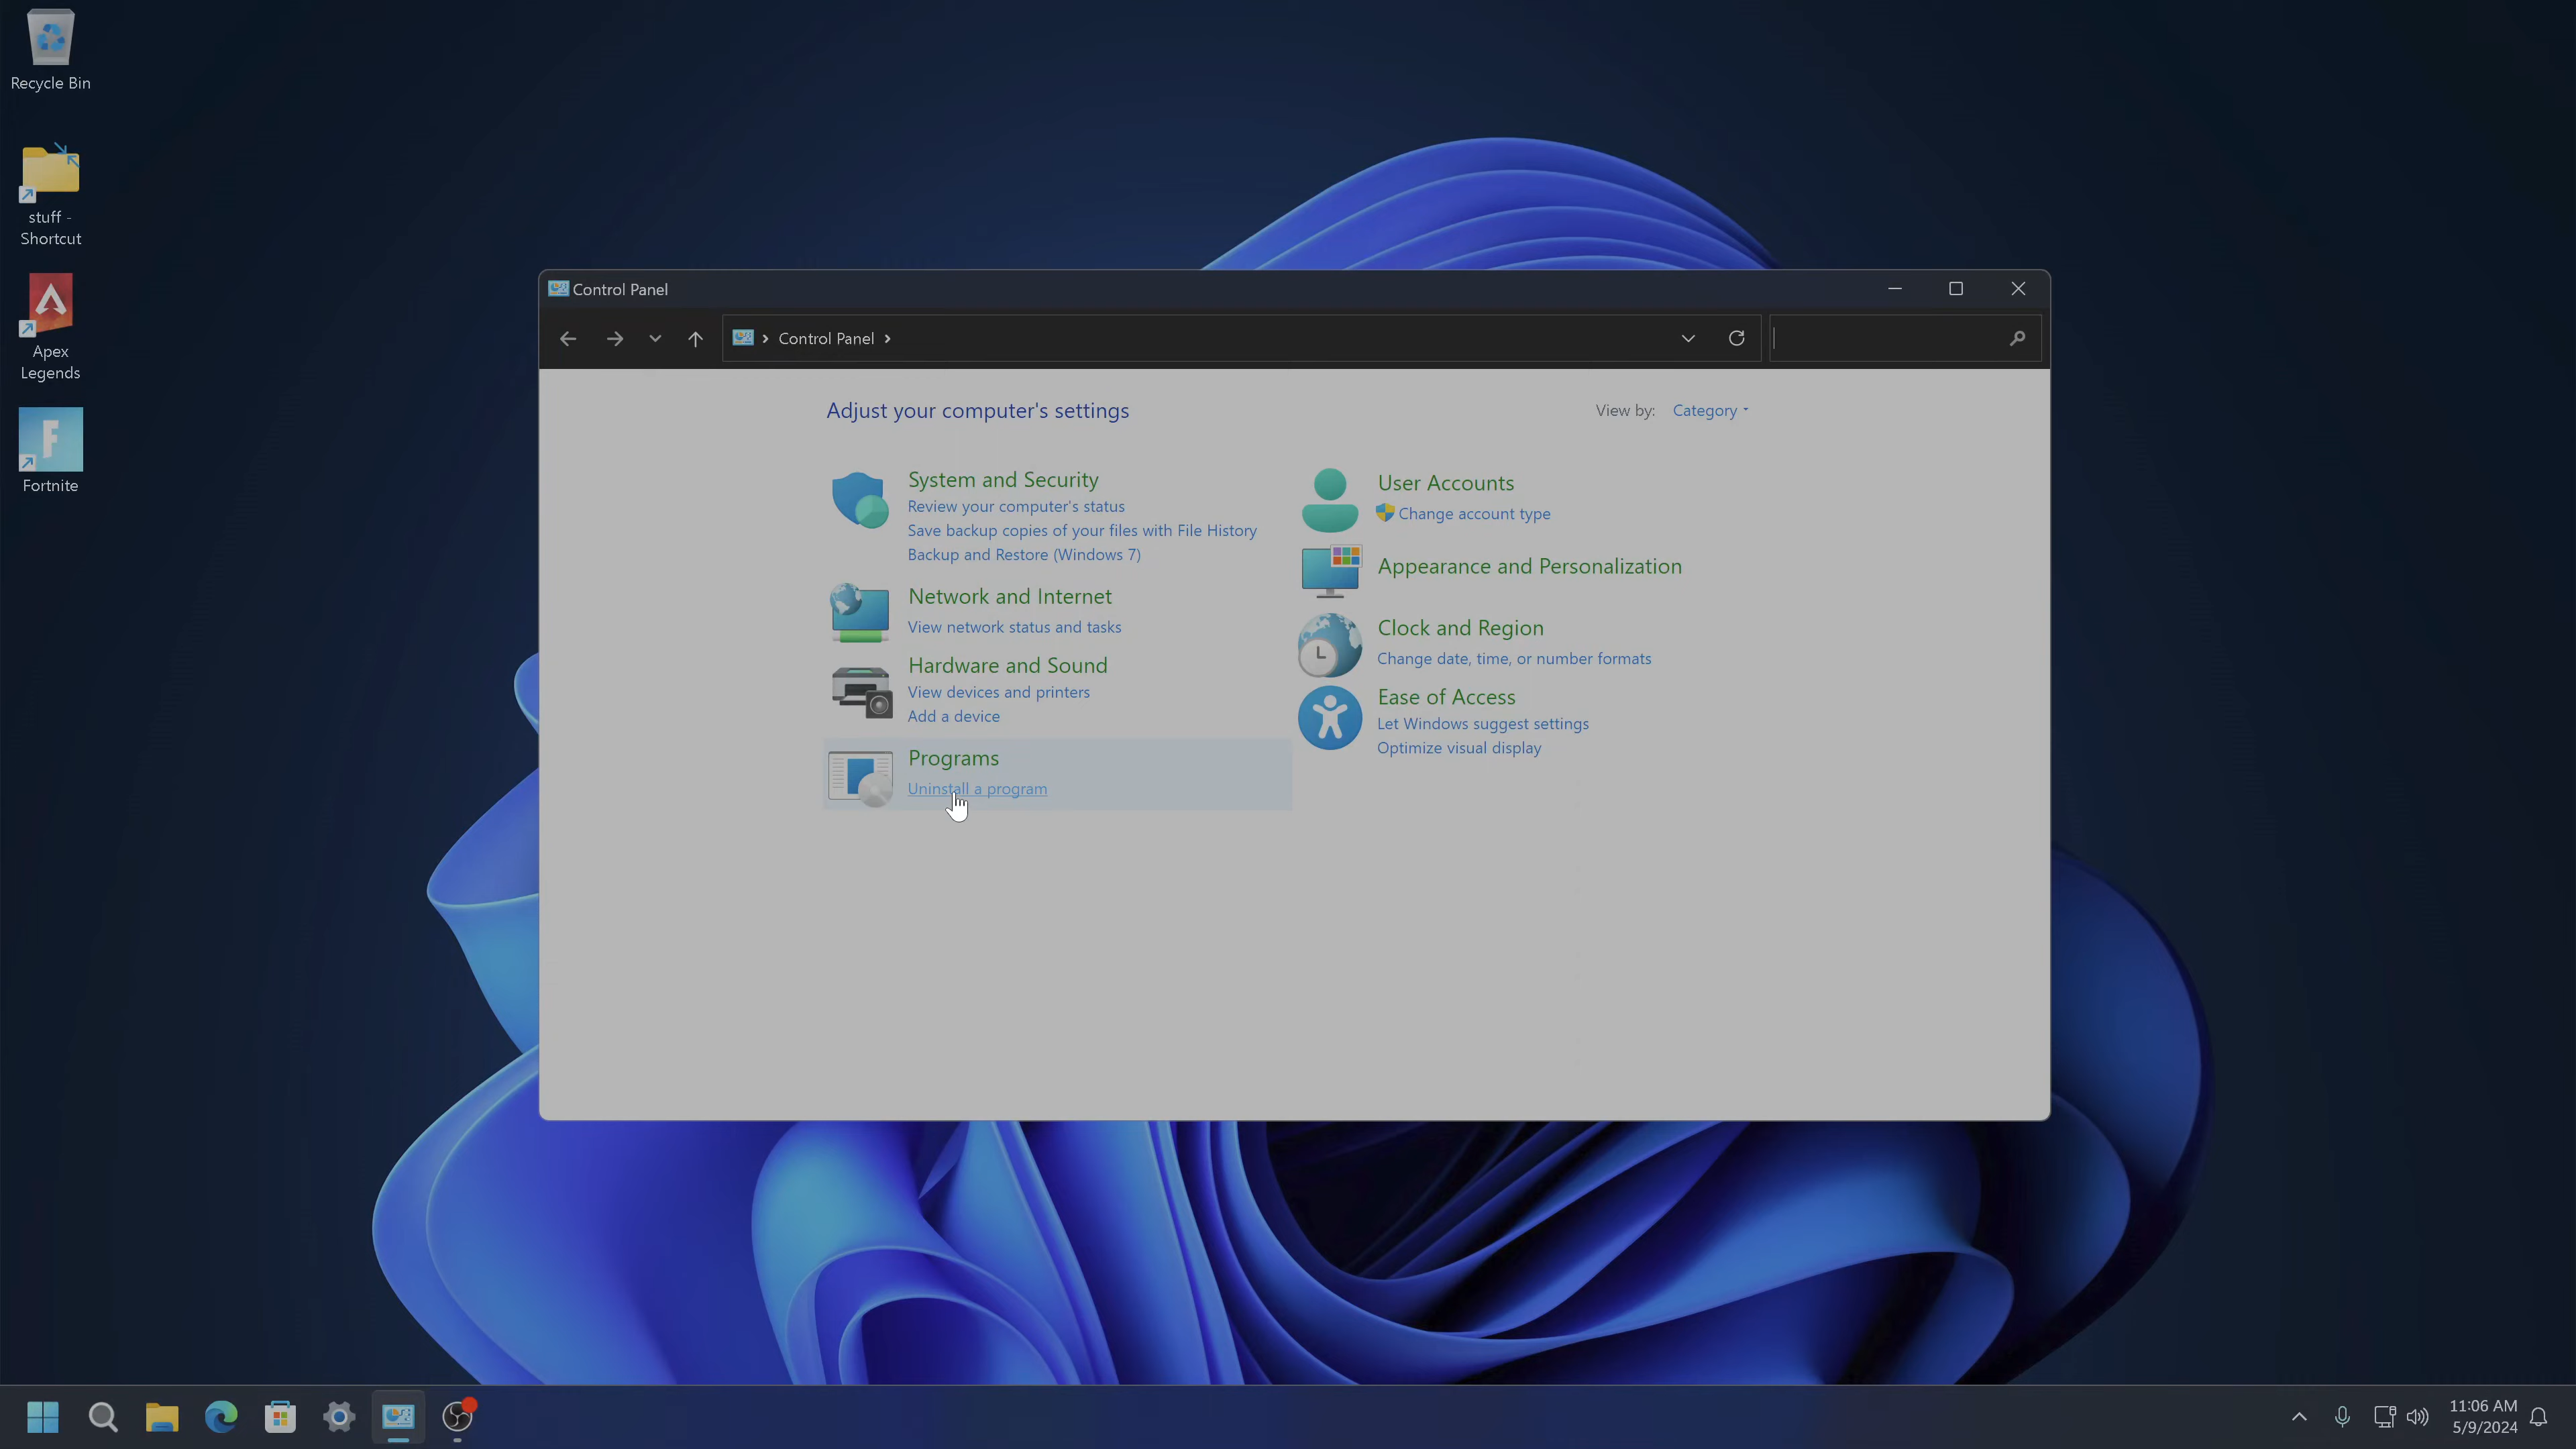 Recycle Bin
stuff -
Shortcut
Apex
Legends
Fortnite
Control Panel
Control Panel
Adjust your computer's settings
View by: Category
System and Security
Review your computer's status
Save backup copies of your files with File History
Backup and Restore (Windows 7)
Network and Internet
View network status and tasks
Hardware and Sound
View devices and printers
Add a device
Programs
Uninstall a program
User Accounts
Change account type
Appearance and Personalization
Clock and Region
Change date, time, or number formats
Ease of Access
Let Windows suggest settings
Optimize visual display
11:06 AM
5/9/2024